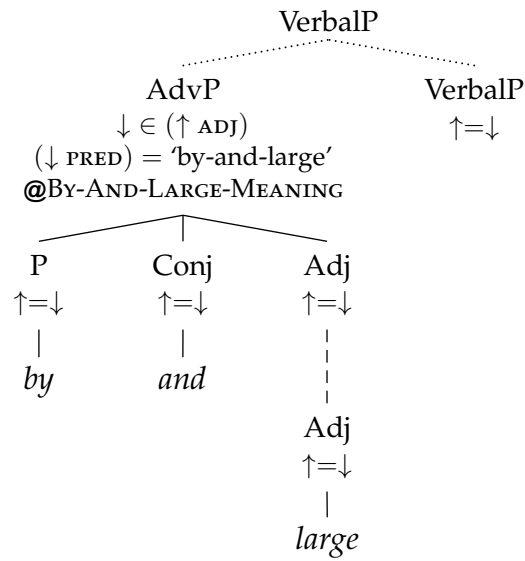 VerbalP
AdvP VerbalP
↓ ∈ (↑ ADJ) ↑=↓
(↓ PRED) = ‘by-and-large’
@BY-AND-LARGE-MEANING
P Conj Adj
↑=↓ ↑=↓ ↑=↓
by and
Adj
↑=↓
large